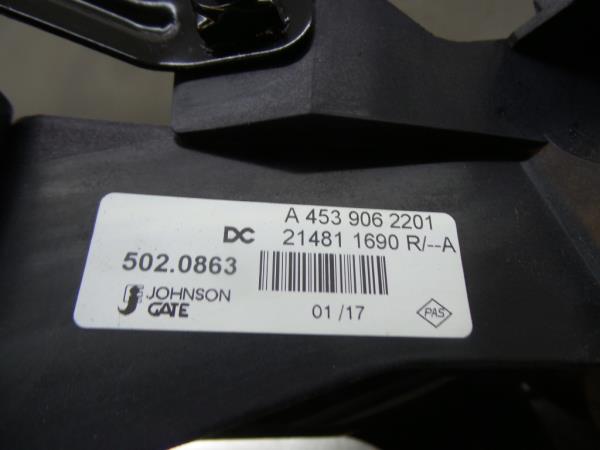 A 453 906 2201
DC 21481 1690 R/--A
502.0863
JOHNSON
GATE
01 /17
PAS